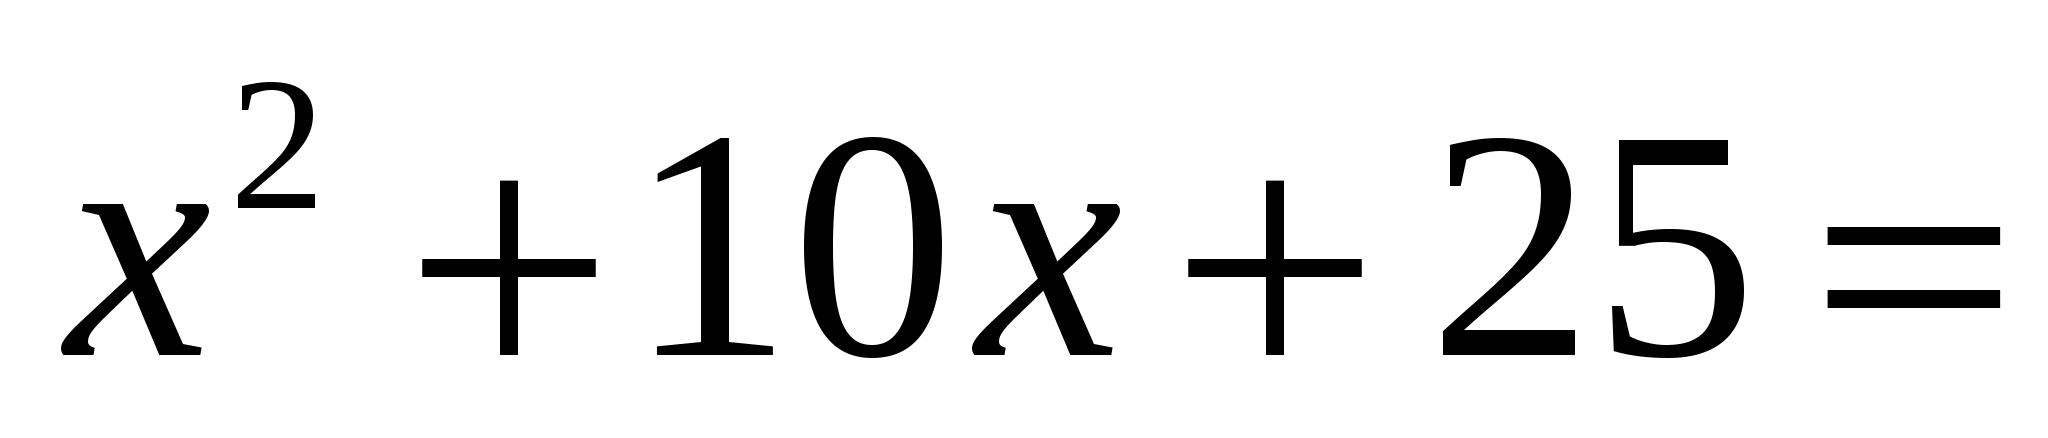 x² + 10x + 25 =